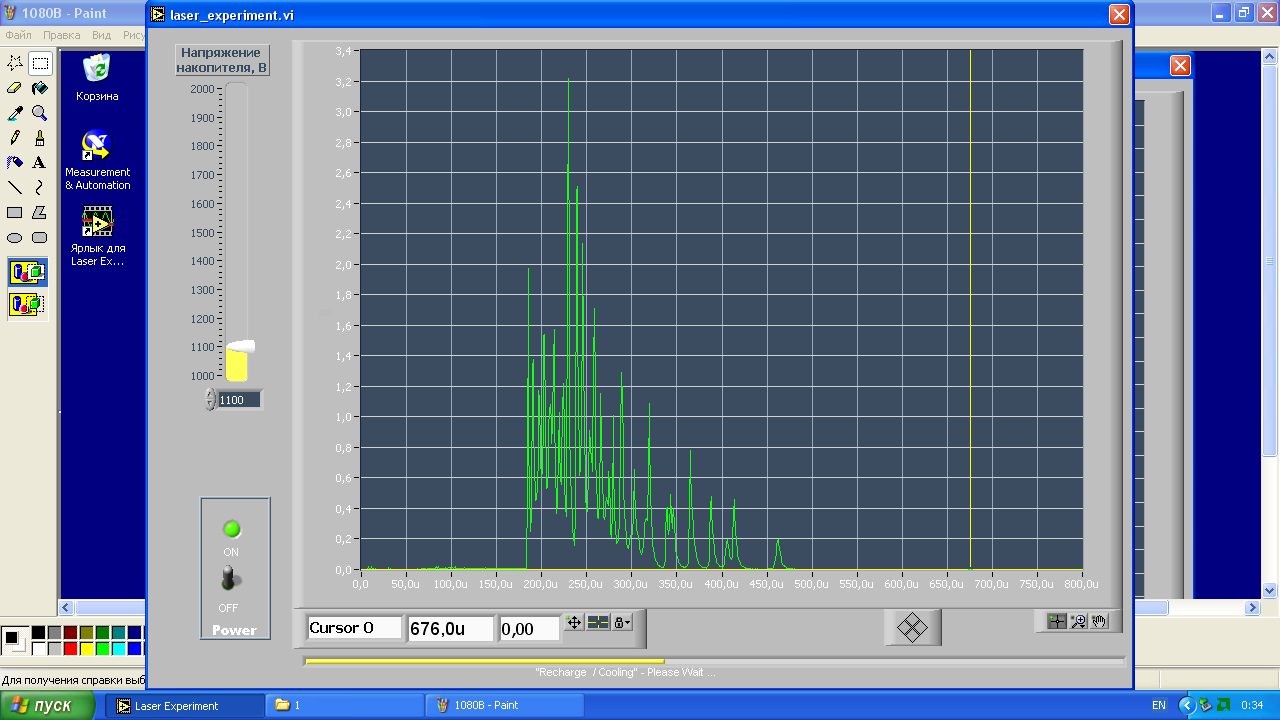 1080B - Paint
laser_experiment.vi
Файл Правка Вид Рису
Корзина
Measurement
& Automation
Ярлык для
Laser Ex...
Напряжение
накопителя, В
2000
1900
1800
1700
1600
1500
1400
1300
1200
1100
1000
1100
ON
OFF
Power
3,4
3,2
3,0
2,8
2,6
2,4
2,2
2,0
1,8
1,6
1,4
1,2
1,0
0,8
0,6
0,4
0,2
0,0
0,0 50,0u 100,0u 150,0u 200,0u 250,0u 300,0u 350,0u 400,0u 450,0u 500,0u 550,0u 600,0u 650,0u 700,0u 750,0u 800,0u
Cursor 0 676,0u 0,00
"Recharge / Cooling" - Please Wait ...
Для получения справки выб
пуск Laser Experiment 1 1080B - Paint EN 0:34